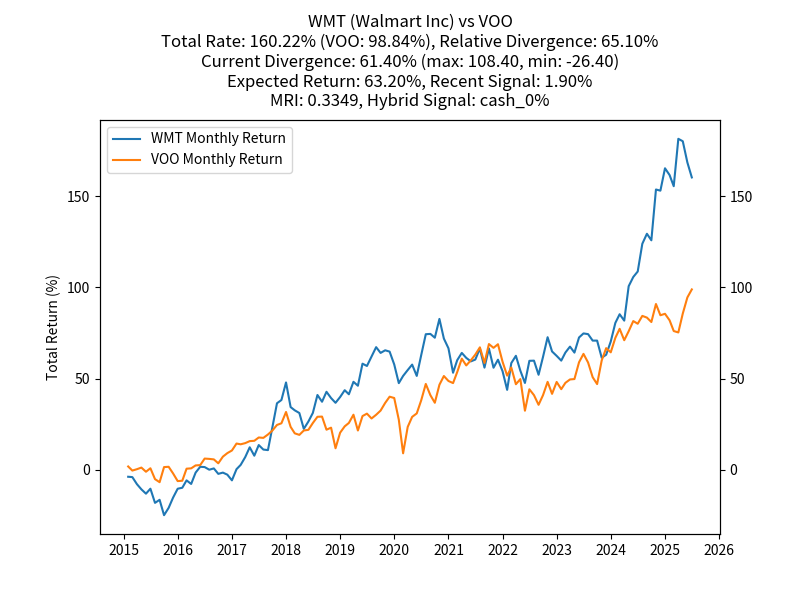 WMT (Walmart Inc) vs VOO
Total Rate: 160.22% (VOO: 98.84%), Relative Divergence: 65.10%
Current Divergence: 61.40% (max: 108.40, min: -26.40)
Expected Return: 63.20%, Recent Signal: 1.90%
MRI: 0.3349, Hybrid Signal: cash_0%
WMT Monthly Return
VOO Monthly Return
Total Return (%)
150
100
50
0
150
100
50
0
2015 2016 2017 2018 2019 2020 2021 2022 2023 2024 2025 2026